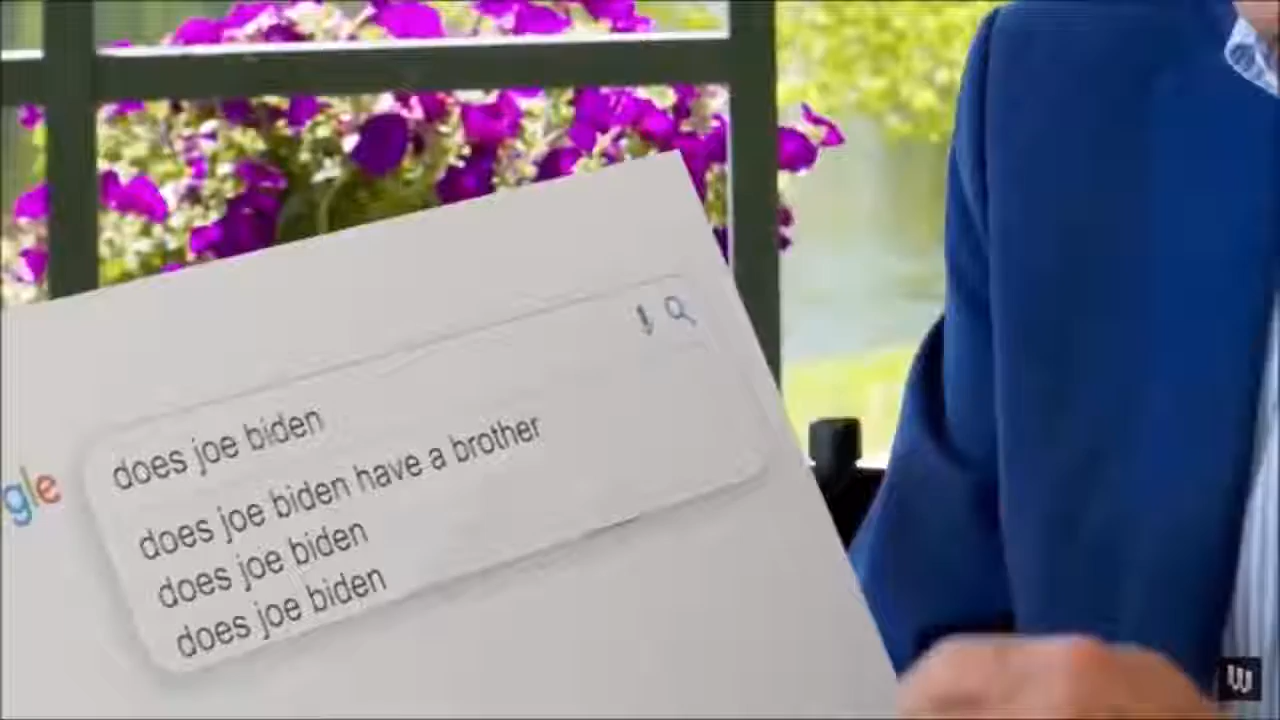 gle
does joe biden
does joe biden have a brother
does joe biden
does joe biden
W